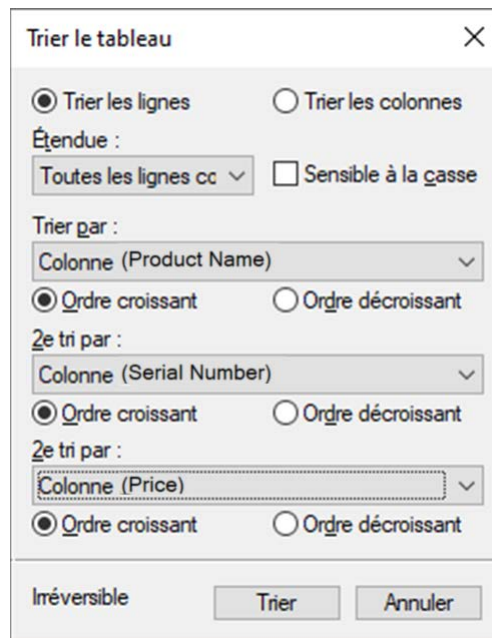 Trier le tableau
Trier les lignes Trier les colonnes
Étendue :
Toutes les lignes co Sensible à la casse
Trier par :
Colonne (Product Name)
Ordre croissant Ordre décroissant
2e tri par :
Colonne (Serial Number)
Ordre croissant Ordre décroissant
2e tri par :
Colonne (Price)
Ordre croissant Ordre décroissant
Irréversible Trier Annuler